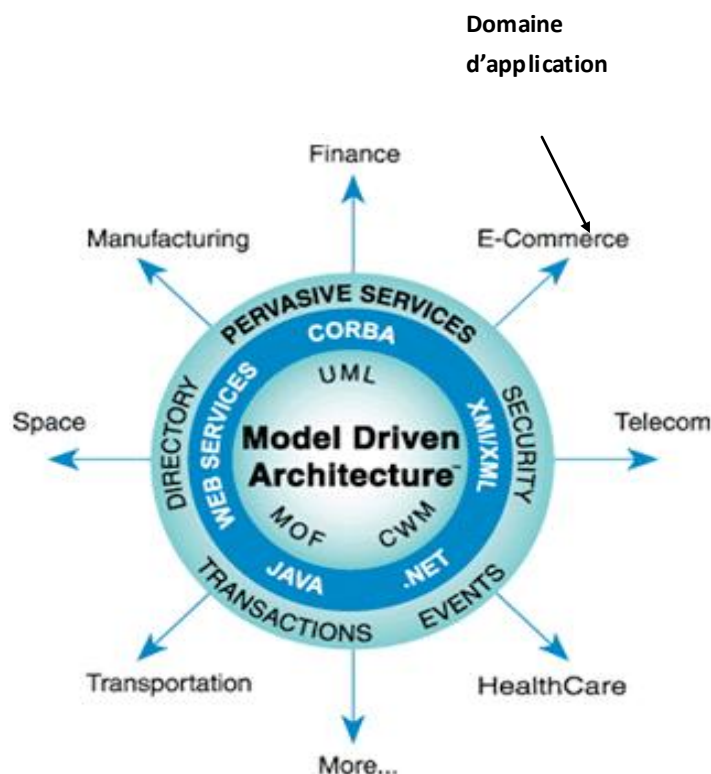 Domaine
d'application
Finance
Manufacturing
E-Commerce
PERVASIVE SERVICES
CORBA
UML
DIRECTORY
WEB SERVICES
XMI/XML
SECURITY
Space
Model Driven
Architecture™
Telecom
MOF
CWM
JAVA
.NET
TRANSACTIONS
EVENTS
Transportation
HealthCare
More...